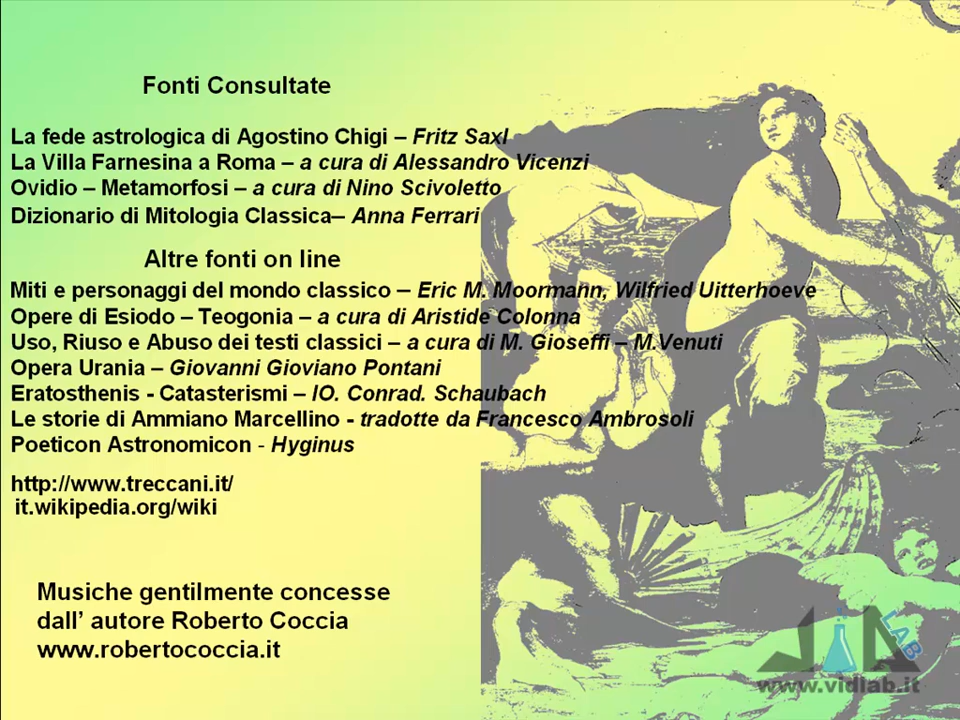 Fonti Consultate
La fede astrologica di Agostino Chigi – Fritz Saxl
La Villa Farnesina a Roma – a cura di Alessandro Vicenzi
Ovidio – Metamorfosi – a cura di Nino Scivoletto
Dizionario di Mitologia Classica– Anna Ferrari
Altre fonti on line
Miti e personaggi del mondo classico – Eric M. Moormann, Wilfried Uitterhoeve
Opere di Esiodo – Teogonia – a cura di Aristide Colonna
Uso, Riuso e Abuso dei testi classici – a cura di M. Gioseffi – M.Venuti
Opera Urania – Giovanni Gioviano Pontani
Eratosthenis - Catasterismi – IO. Conrad. Schaubach
Le storie di Ammiano Marcellino - tradotte da Francesco Ambrosoli
Poeticon Astronomicon - Hyginus
http://www.treccani.it/
it.wikipedia.org/wiki
Musiche gentilmente concesse
dall’ autore Roberto Coccia
www.robertococcia.it
LAB
www.vidlab.it